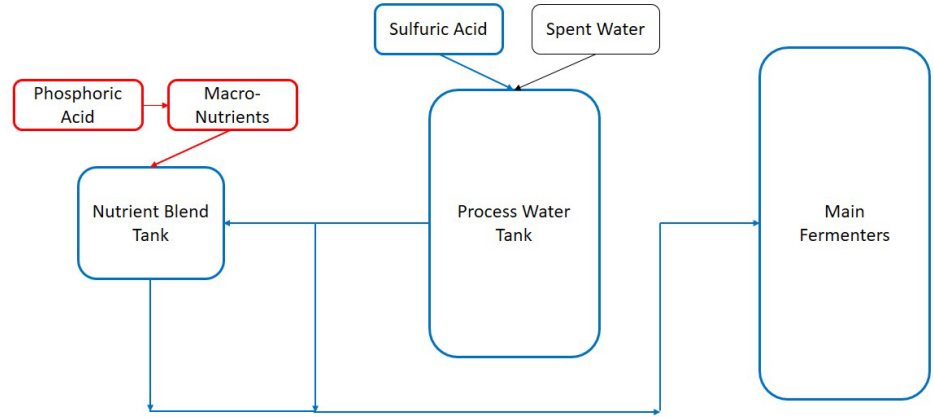 Sulfuric Acid
Spent Water
Phosphoric
Acid
Macro-
Nutrients
Nutrient Blend
Tank
Process Water
Tank
Main
Fermenters